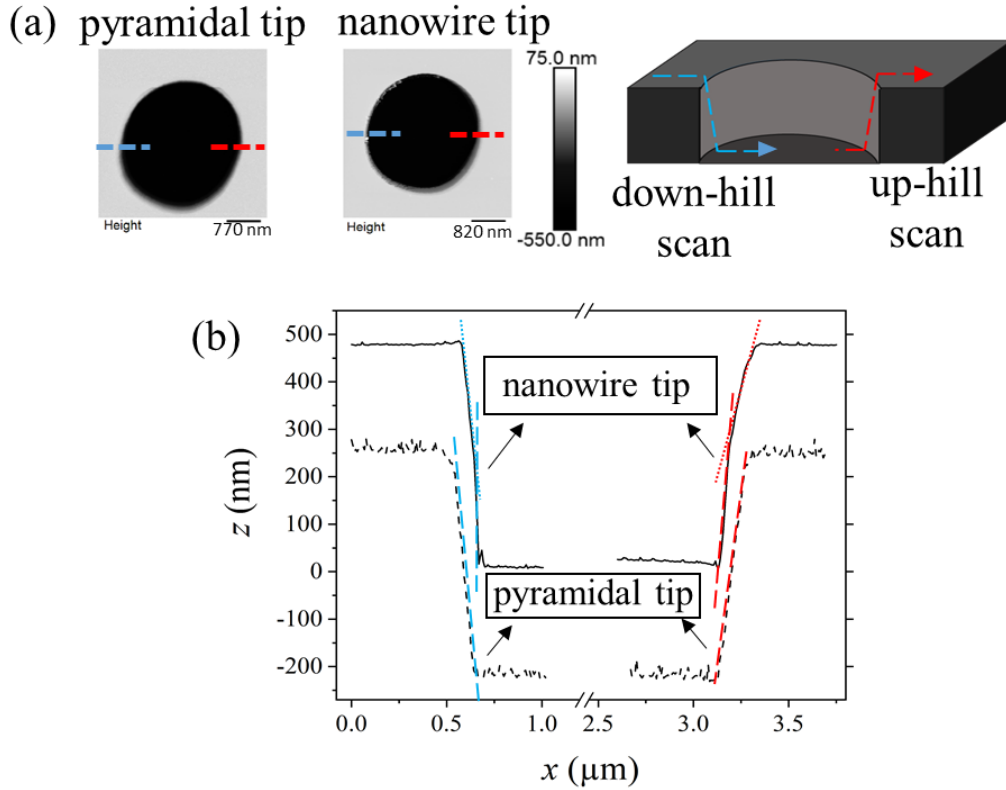 (a) pyramidal tip nanowire tip
75.0 nm
-550.0 nm
Height 770 nm
Height 820 nm
down-hill scan
up-hill scan
(b)
500
400
300
200
100
0
-100
-200
z (nm)
nanowire tip
pyramidal tip
0.0 0.5 1.0 2.5 3.0 3.5
x (μm)